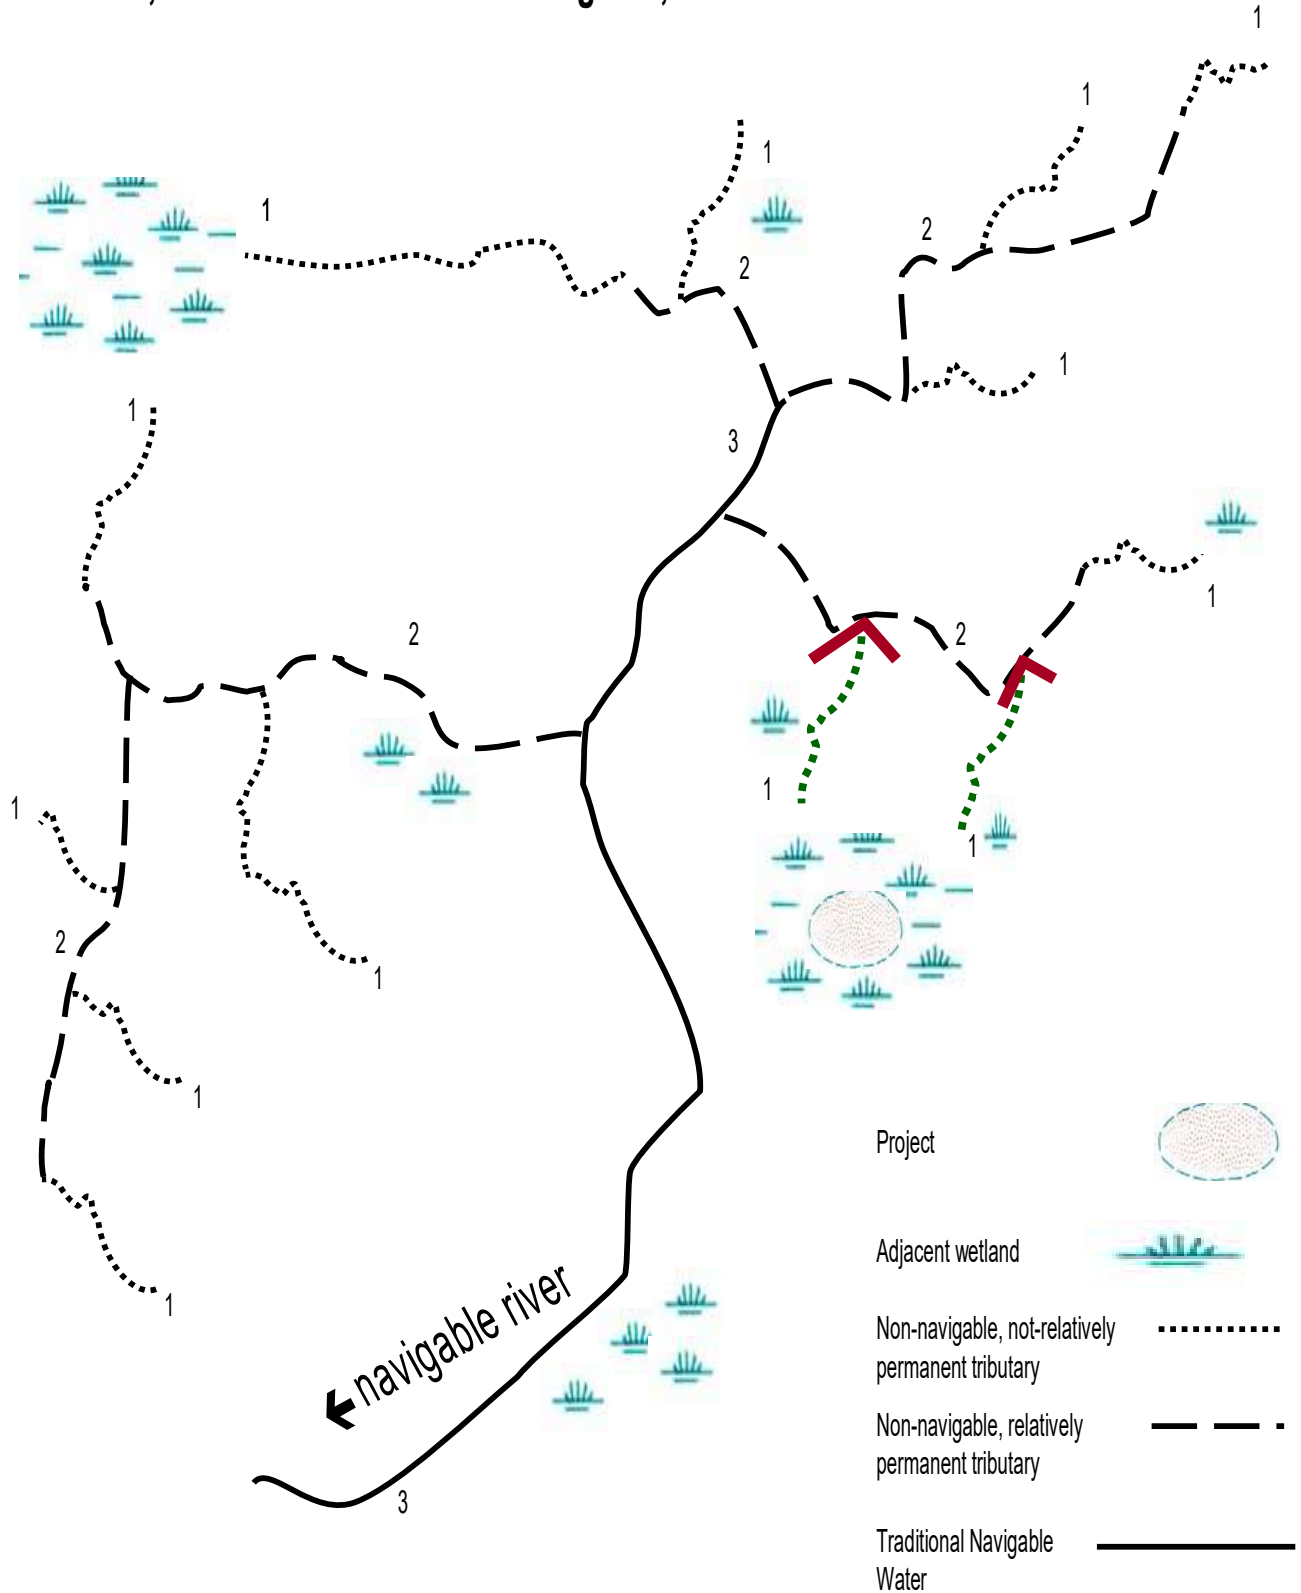 1
1
1
1
2
2
1
1
3
1
2
2
1
1
1
1
2
1
1
1
Project
Adjacent wetland
1
Non-navigable, not-relatively
permanent tributary
navigable river
Non-navigable, relatively
permanent tributary
3
Traditional Navigable
Water